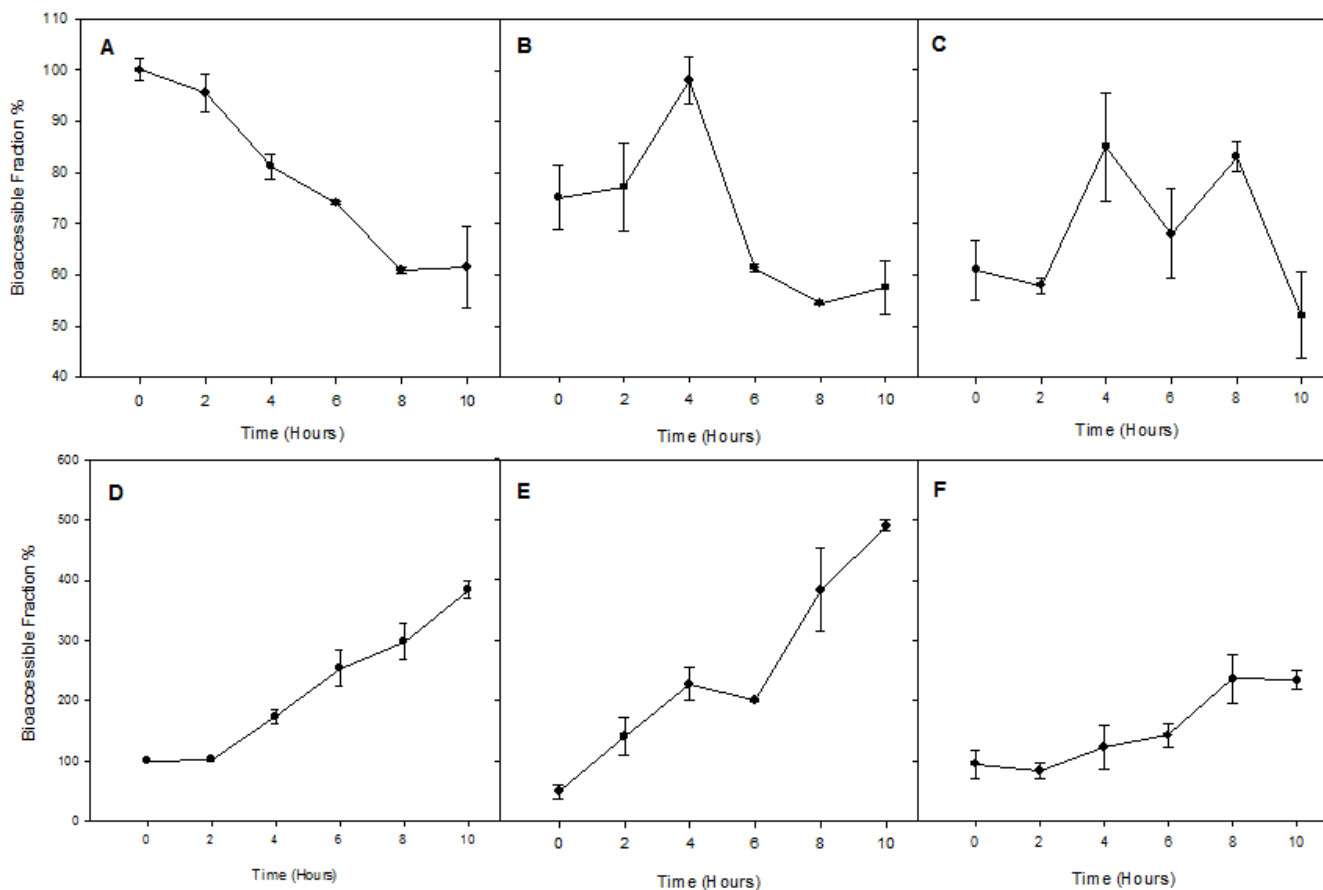 A
B
C
110
100
90
80
70
60
50
40
Bioaccessible Fraction %
0 2 4 6 8 10
0 2 4 6 8 10
0 2 4 6 8 10
Time (Hours)
Time (Hours)
Time (Hours)
D
E
F
600
500
400
300
200
100
0
Bioaccessible Fraction %
0 2 4 6 8 10
0 2 4 6 8 10
0 2 4 6 8 10
Time (Hours)
Time (Hours)
Time (Hours)